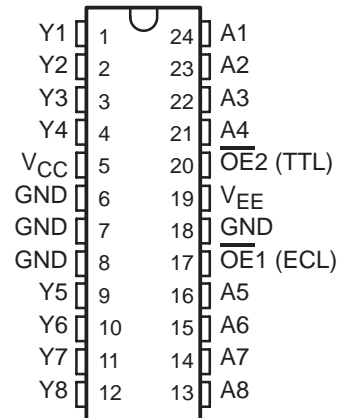 Y1 1 24 A1
Y2 2 23 A2
Y3 3 22 A3
Y4 4 21 A4
VCC 5 20 O̅E̅2 (TTL)
GND 6 19 VEE
GND 7 18 GND
GND 8 17 O̅E̅1 (ECL)
Y5 9 16 A5
Y6 10 15 A6
Y7 11 14 A7
Y8 12 13 A8